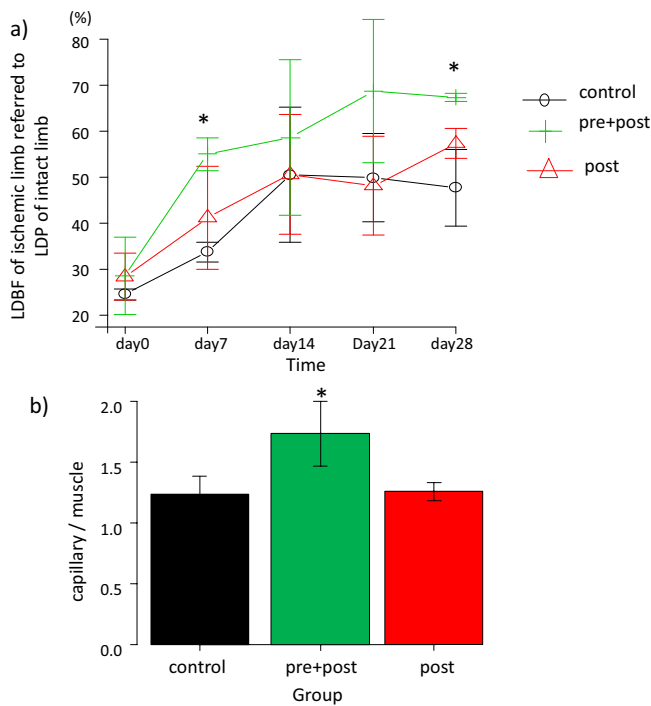 a)
(%)
LDBF of ischemic limb referred to
LDP of intact limb
80
70
60
50
40
30
20
*
*
day0 day7 day14 Day21 day28
Time
control
pre+post
post
b)
capillary / muscle
2.0
1.5
1.0
0.5
0.0
*
control pre+post post
Group